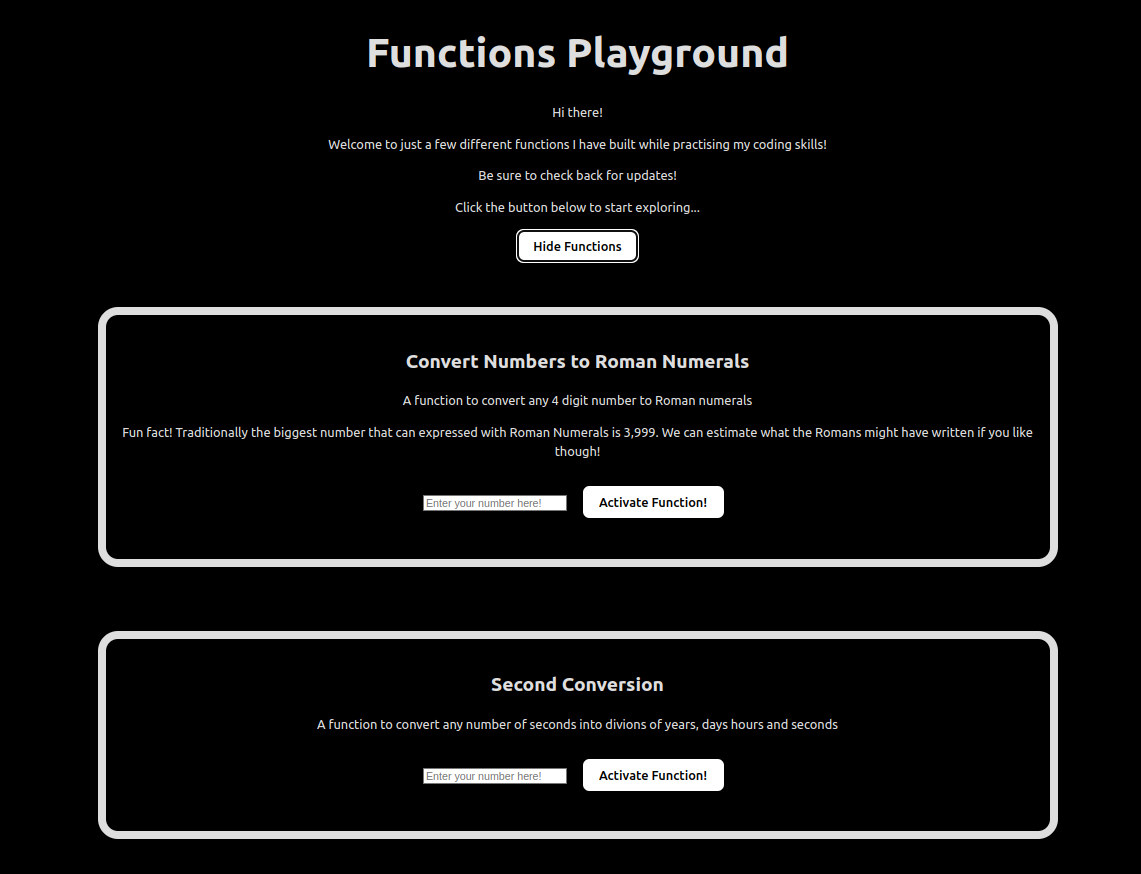 Functions Playground
Hi there!
Welcome to just a few different functions I have built while practising my coding skills!
Be sure to check back for updates!
Click the button below to start exploring...
Hide Functions
Convert Numbers to Roman Numerals
A function to convert any 4 digit number to Roman numerals
Fun fact! Traditionally the biggest number that can expressed with Roman Numerals is 3,999. We can estimate what the Romans might have written if you like
though!
Enter your number here!
Activate Function!
Second Conversion
A function to convert any number of seconds into divions of years, days hours and seconds
Enter your number here!
Activate Function!